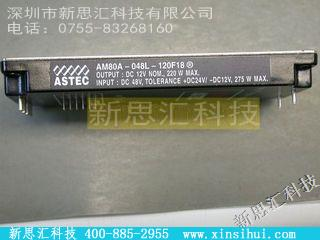 深圳市新思汇科技有限公司
电话：0755-83268160
ASTEC
AM80A-048L-120F18 ®
OUTPUT : DC 12V NOM., 220 W MAX.
INPUT : DC 48V, TOLERANCE +DC24V/ -DC12V, 275 W MAX.
新思汇科技
新思汇科技
新思汇科技 400-885-2955 www.xinsihui.com